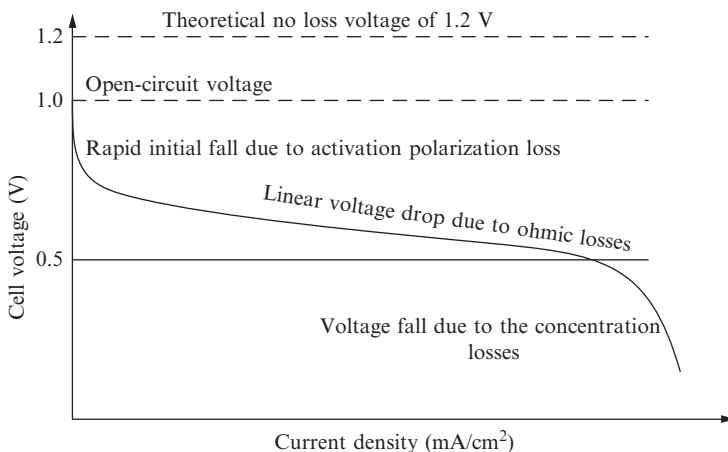 Theoretical no loss voltage of 1.2 V
1.2
Open-circuit voltage
1.0
Rapid initial fall due to activation polarization loss
Linear voltage drop due to ohmic losses
0.5
Cell voltage (V)
Voltage fall due to the concentration
losses
Current density (mA/cm²)